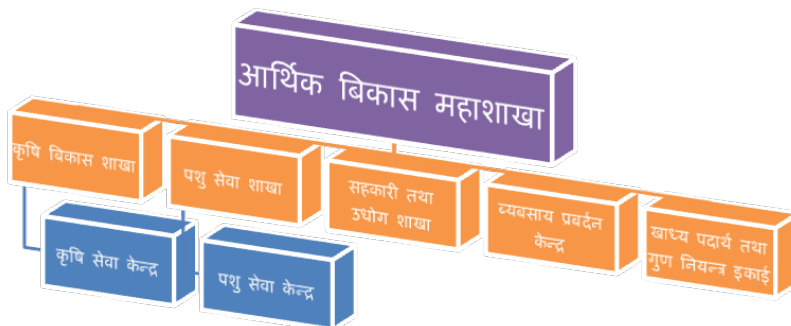 आर्थिक बिकास महाशाखा
कृषि बिकास शाखा
पशु सेवा शाखा
सहकारी तथा
उधोग शाखा
ब्यबसाय प्रवर्दन
केन्द्र
खाध्य पदार्थ तथा
गुण नियन्त्र इकाई
कृषि सेवा केन्द्र
पशु सेवा केन्द्र